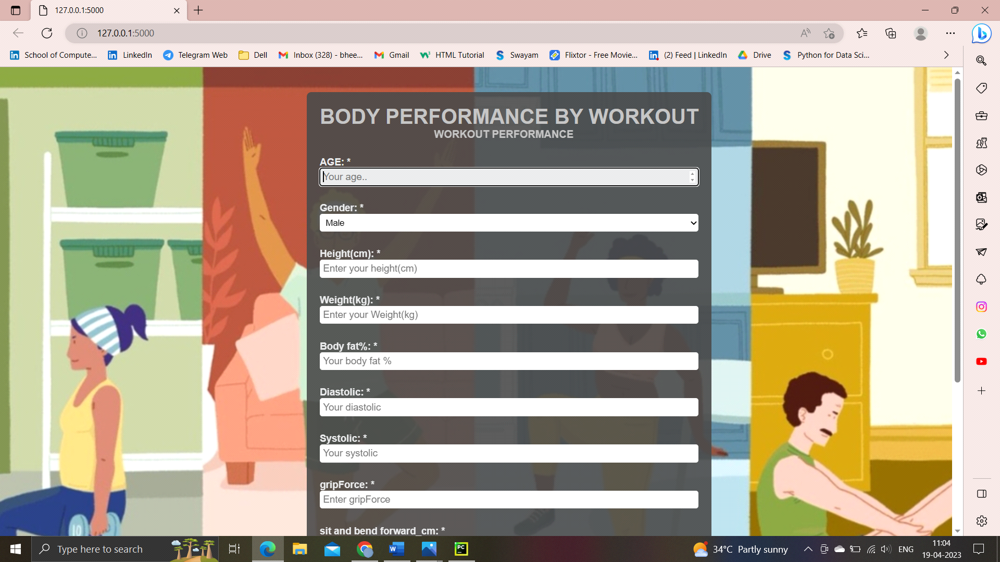 127.0.0.1:5000
127.0.0.1:5000
School of Compute...
LinkedIn
Telegram Web
Dell
Inbox (328) - bhee...
Gmail
HTML Tutorial
Swayam
Flixtor - Free Movie...
(2) Feed | LinkedIn
Drive
Python for Data Sci...
BODY PERFORMANCE BY WORKOUT
WORKOUT PERFORMANCE
AGE: *
Your age..
Gender: *
Male
Height(cm): *
Enter your height(cm)
Weight(kg): *
Enter your Weight(kg)
Body fat%: *
Your body fat %
Diastolic: *
Your diastolic
Systolic: *
Your systolic
gripForce: *
Enter gripForce
sit and bend forward_cm: *
10
Type here to search
34°C Partly sunny
ENG
11:04
19-04-2023